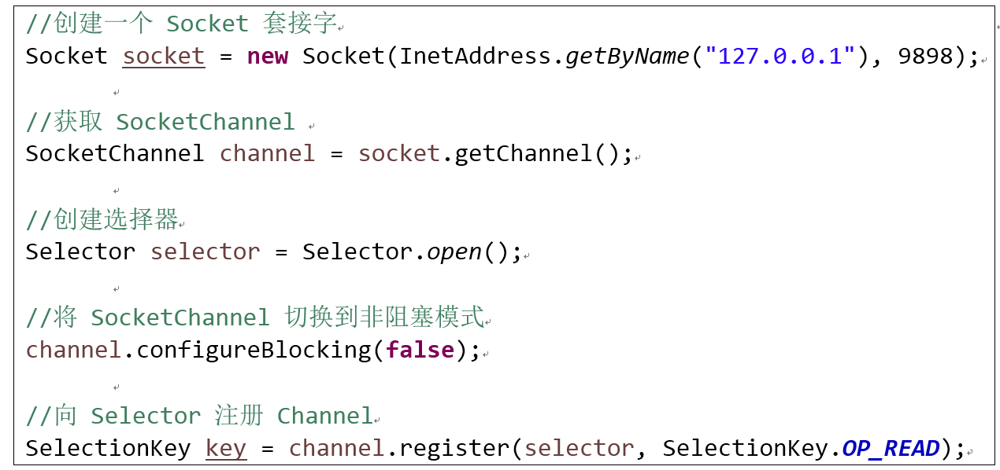 //创建一个 Socket 套接字
Socket socket = new Socket(InetAddress.getByName("127.0.0.1"), 9898);
//获取 SocketChannel
SocketChannel channel = socket.getChannel();
//创建选择器
Selector selector = Selector.open();
//将 SocketChannel 切换到非阻塞模式
channel.configureBlocking(false);
//向 Selector 注册 Channel
SelectionKey key = channel.register(selector, SelectionKey.OP_READ);